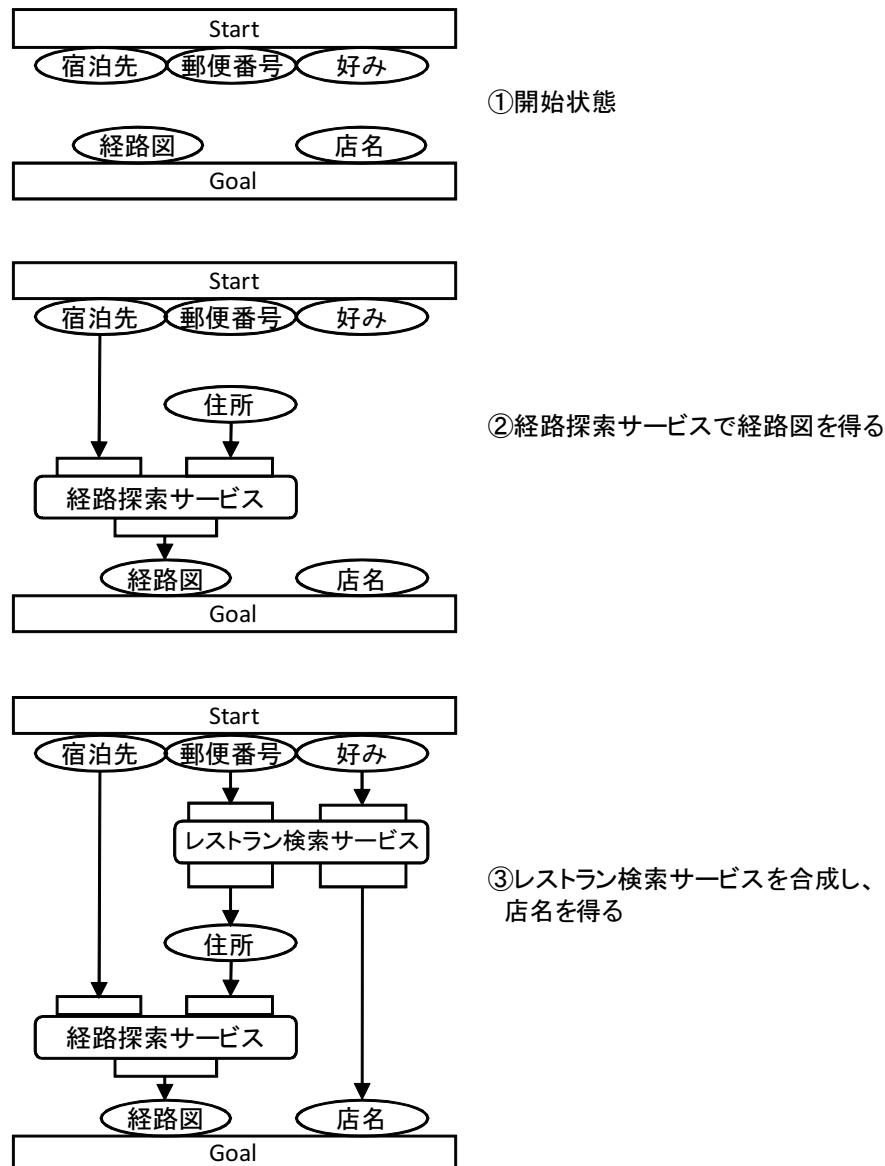 Start
宿泊先 郵便番号 好み
①開始状態
経路図 店名
Goal
Start
宿泊先 郵便番号 好み
住所
②経路探索サービスで経路図を得る
経路探索サービス
経路図 店名
Goal
Start
宿泊先 郵便番号 好み
レストラン検索サービス
③レストラン検索サービスを合成し、
店名を得る
住所
経路探索サービス
経路図 店名
Goal